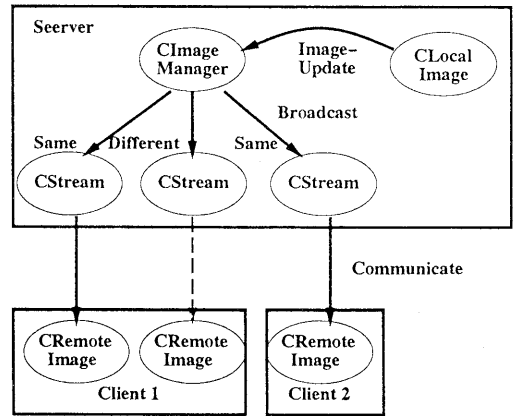 Seerver
CImage
Manager
Image-
Update
CLocal
Image
Broadcast
Same
Different
Same
CStream
CStream
CStream
Communicate
CRemote
Image
CRemote
Image
CRemote
Image
Client 1
Client 2